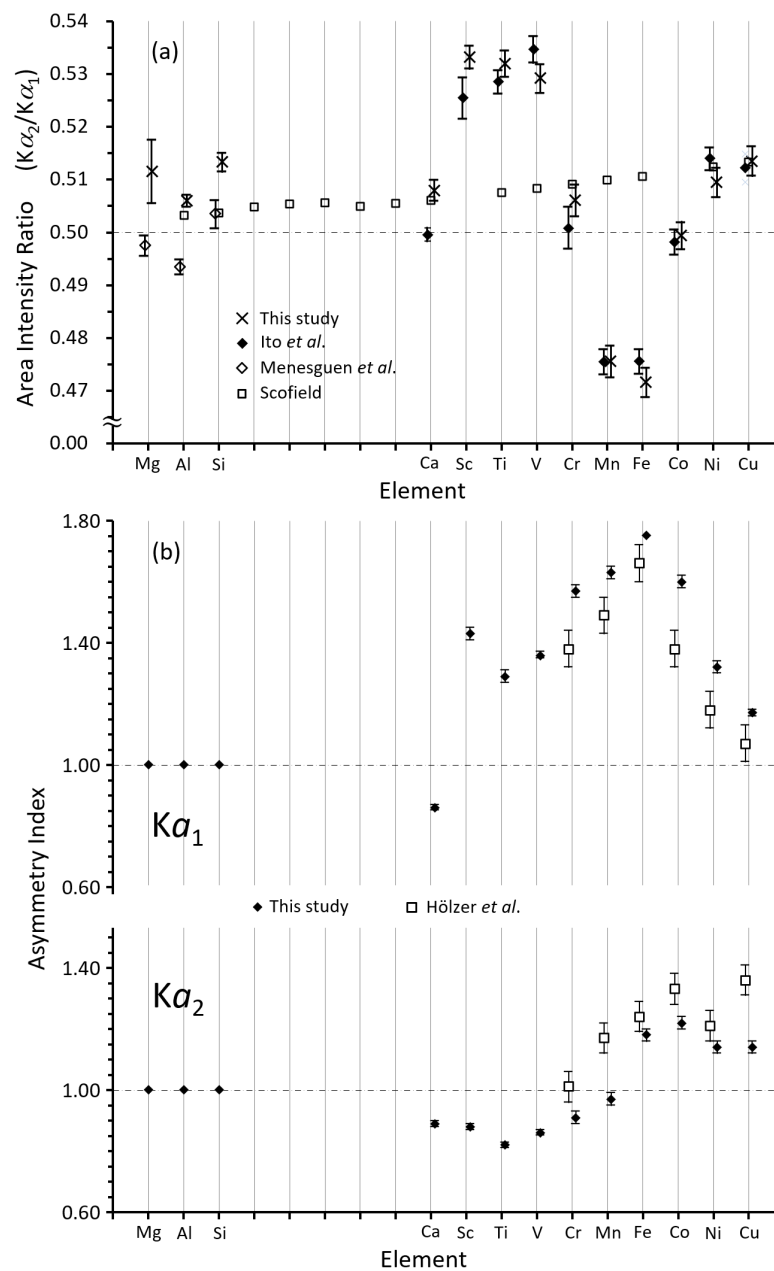 (a)
Area Intensity Ratio (Kα₂/Kα₁)
0.54
0.53
0.52
0.51
0.50
0.49
0.48
0.47
0.00
This study
Ito et al.
Menesguen et al.
Scofield
Mg Al Si Ca Sc Ti V Cr Mn Fe Co Ni Cu
Element
(b)
Asymmetry Index
1.80
1.40
1.00
0.60
Kα₁
This study Hölzer et al.
1.40
1.00
0.60
Kα₂
Mg Al Si Ca Sc Ti V Cr Mn Fe Co Ni Cu
Element